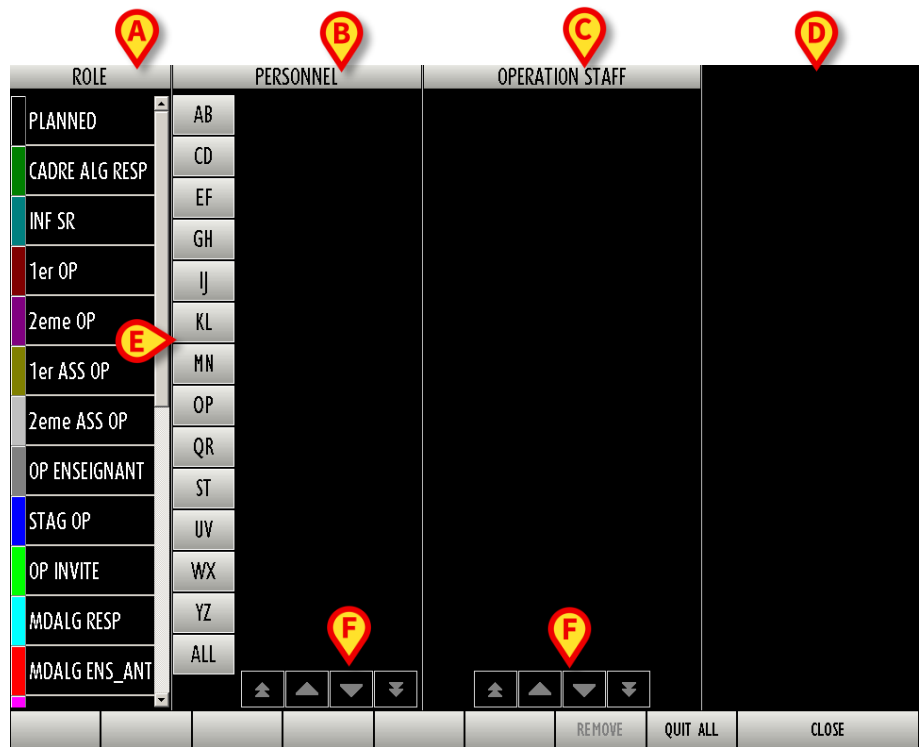 A
B
C
D
ROLE
PERSONNEL
OPERATION STAFF
PLANNED
CADRE ALG RESP
INF SR
1er OP
2eme OP
1er ASS OP
2eme ASS OP
OP ENSEIGNANT
STAG OP
OP INVITE
MDALG RESP
MDALG ENS_ANT
E
AB
CD
EF
GH
IJ
KL
MN
OP
QR
ST
UV
WX
YZ
ALL
F
F
REMOVE
QUIT ALL
CLOSE